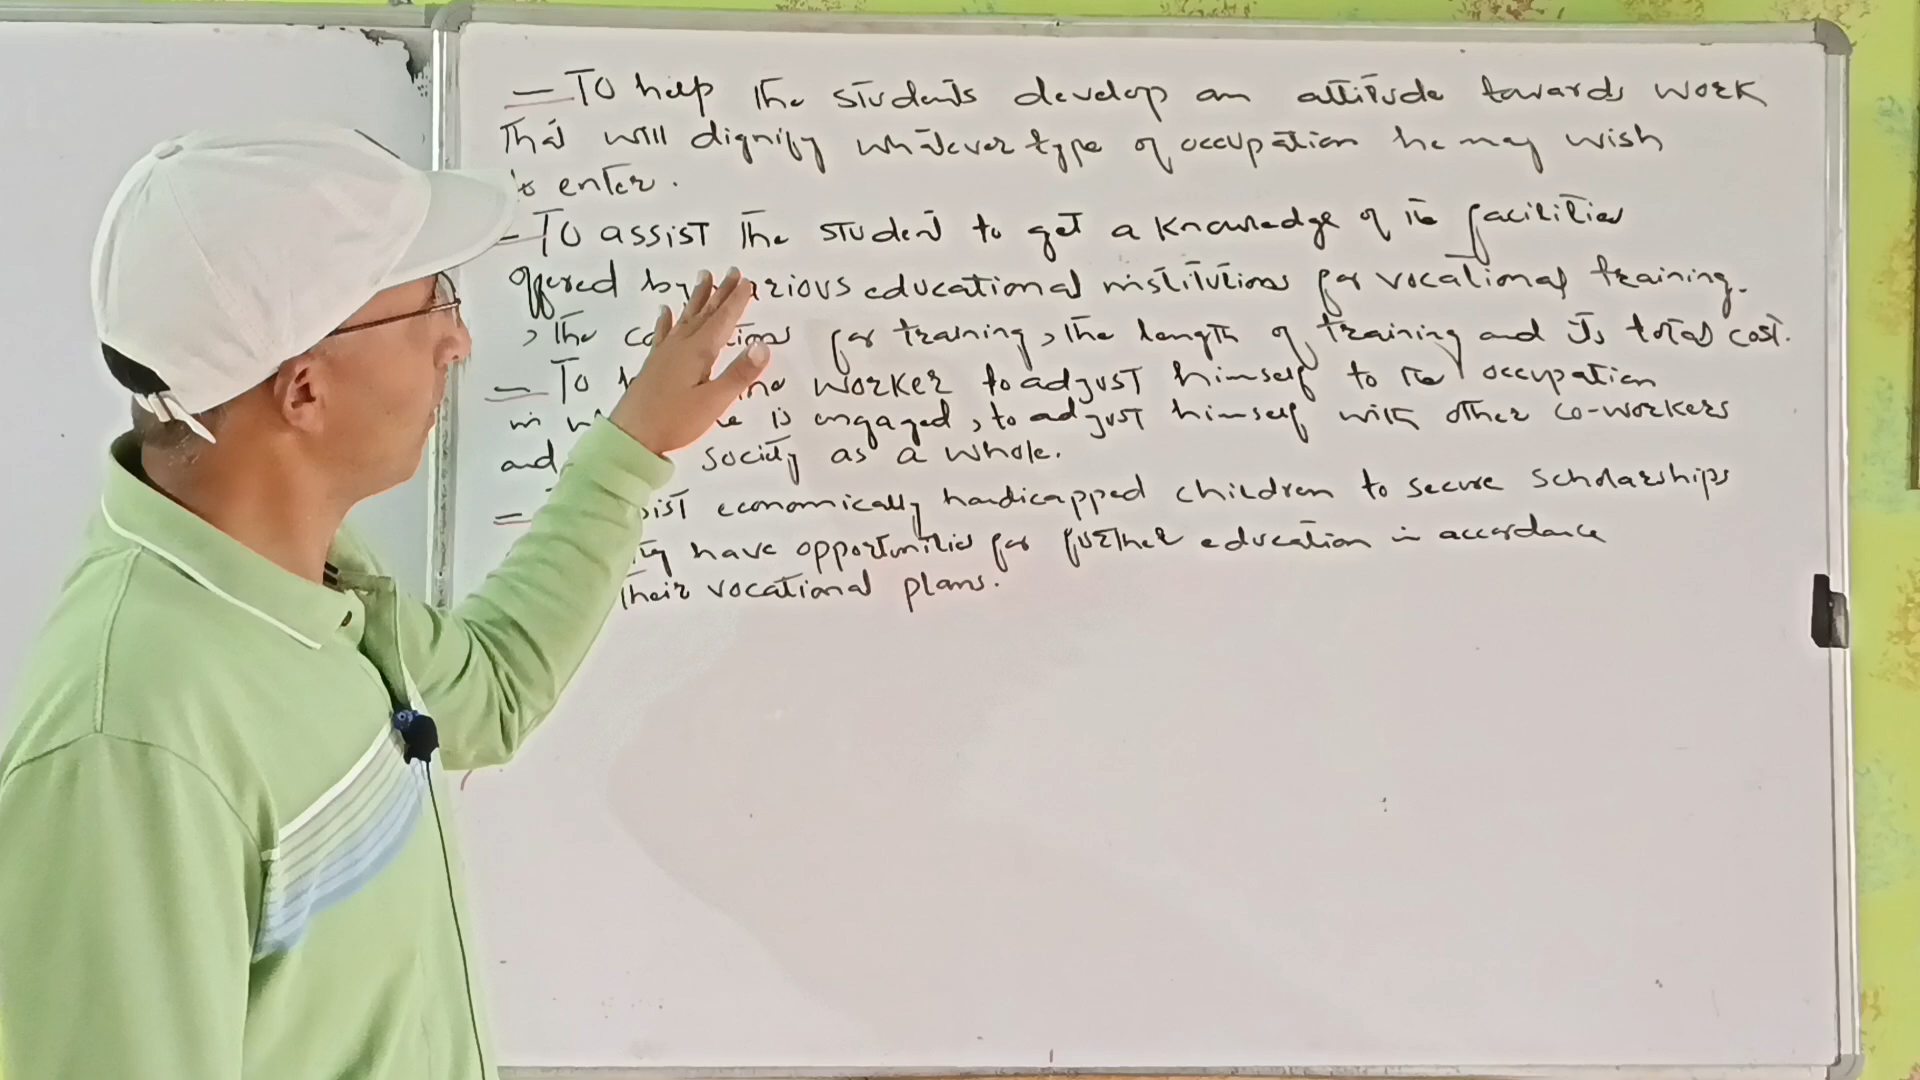 — To help the students develop an attitude towards work
that will dignify whatever type of occupation he may wish
to enter.
- To assist the student to get a knowledge of the facilities
offered by various educational institutions for vocational training.
, the for training, the length of training and its total cost.
— To the worker to adjust himself to the occupation
in he is engaged, to adjust himself with other co-workers
and society as a whole.
— economically handicapped children to secure scholarships
have opportunities for further education in accordance
their vocational plans.